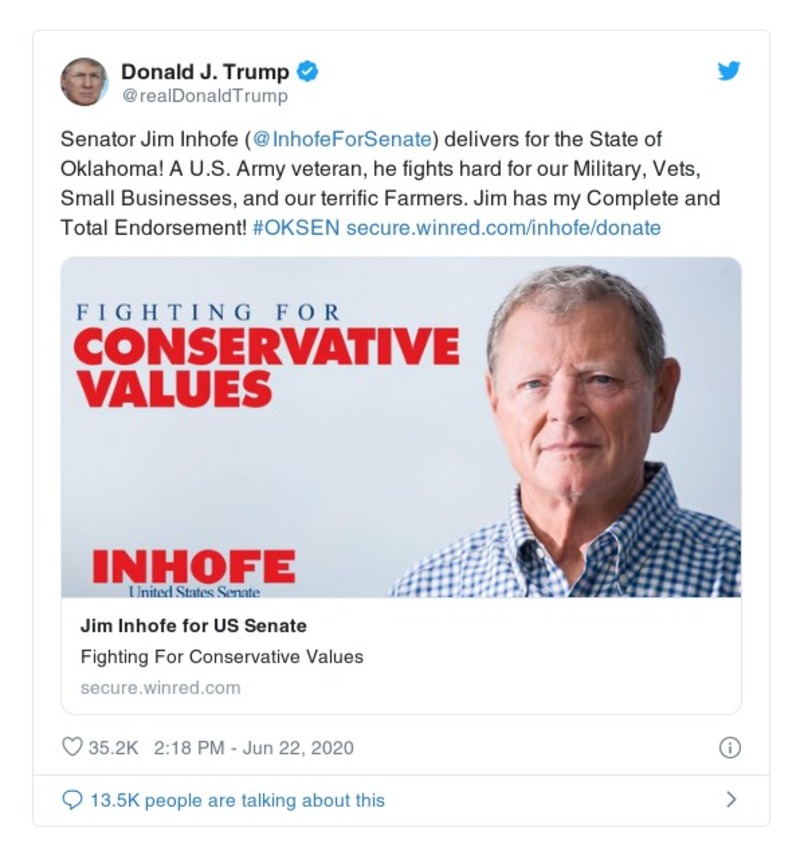 Donald J. Trump
@realDonaldTrump
Senator Jim Inhofe (@InhofeForSenate) delivers for the State of
Oklahoma! A U.S. Army veteran, he fights hard for our Military, Vets,
Small Businesses, and our terrific Farmers. Jim has my Complete and
Total Endorsement! #OKSEN secure.winred.com/inhofe/donate
FIGHTING FOR
CONSERVATIVE
VALUES
INHOFE
United States Senate
Jim Inhofe for US Senate
Fighting For Conservative Values
secure.winred.com
35.2K 2:18 PM - Jun 22, 2020
13.5K people are talking about this